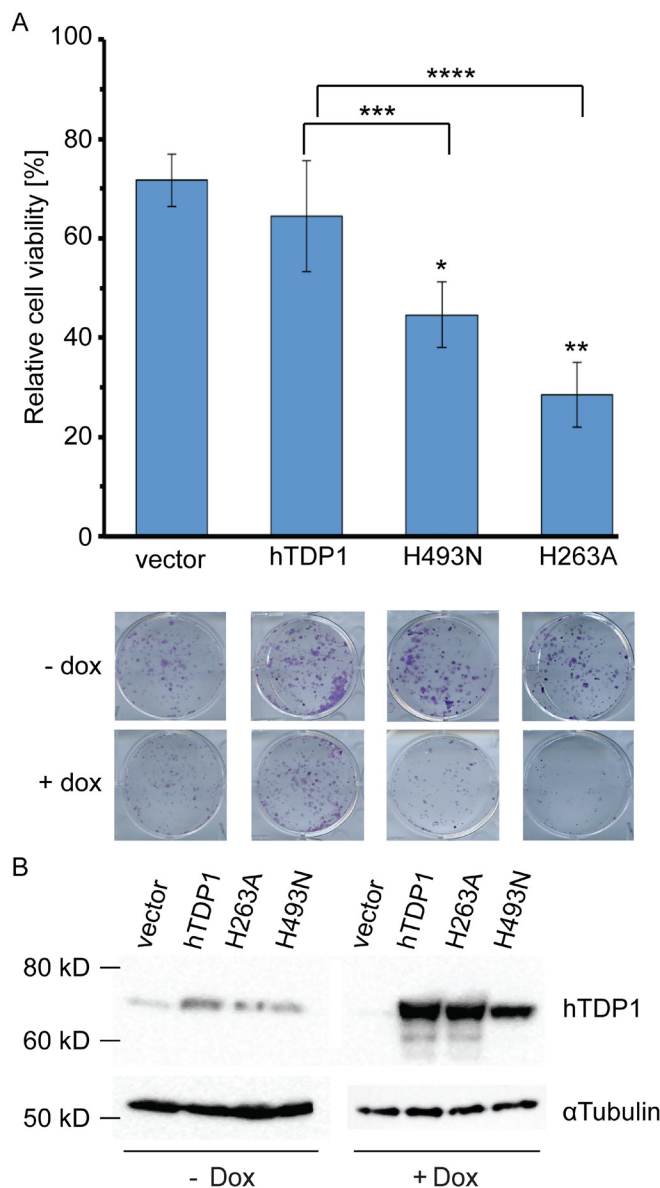 A
100
80
60
40
20
0
Relative cell viability [%]
****
***
*
**
vector hTDP1 H493N H263A
- dox
+ dox
B
vector hTDP1 H263A H493N vector hTDP1 H263A H493N
80 kD
hTDP1
60 kD
50 kD
αTubulin
- Dox + Dox